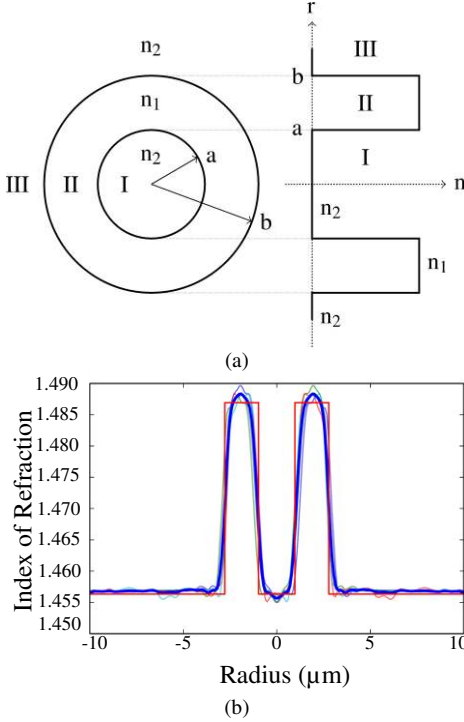 r
n₂
III
b
n₁
II
a
n₂
a
I
III
II
I
n
b
n₂
n₁
n₂
(a)
1.490
1.485
1.480
1.475
1.470
1.465
1.460
1.455
1.450
Index of Refraction
-10
-5
0
5
10
Radius (µm)
(b)